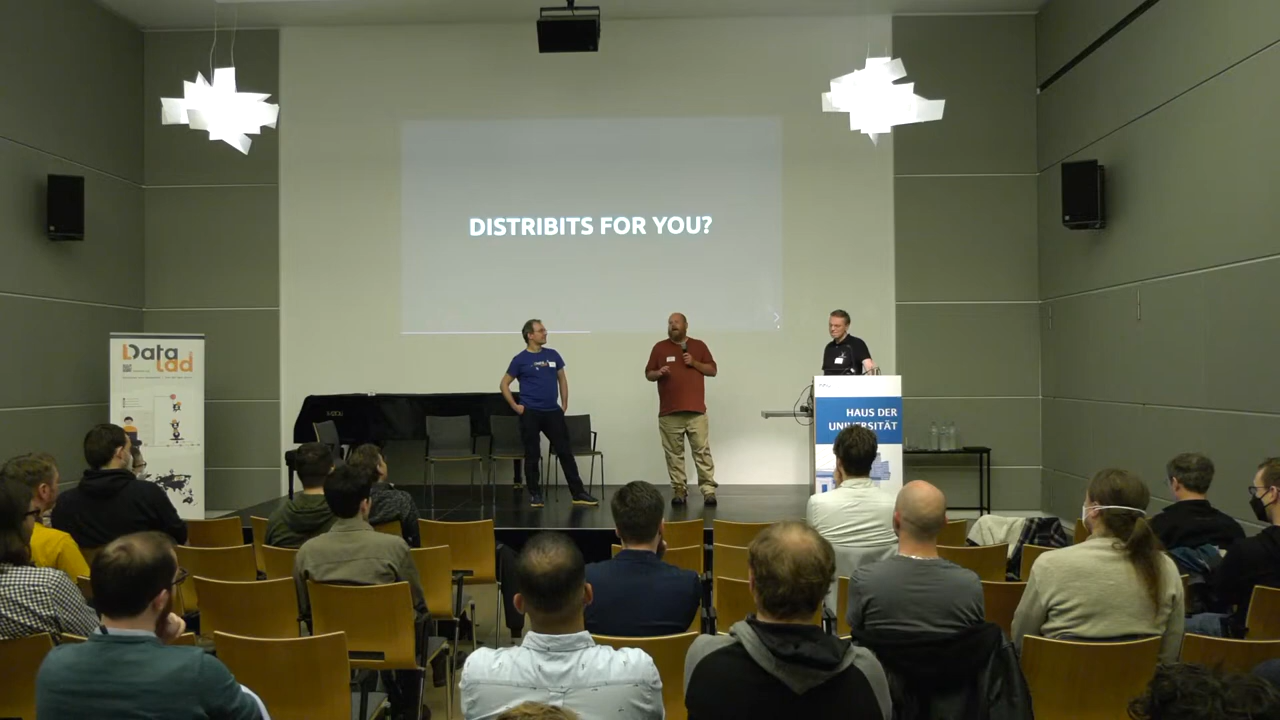 DISTRIBITS FOR YOU?
Data
lad
HAUS DER
UNIVERSITÄT